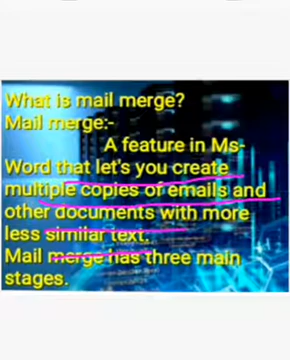 What is mail merge?
Mail merge:-
A feature in Ms-
Word that let's you create
multiple copies of emails and
other documents with more
less similar text.
Mail merge has three main
stages.